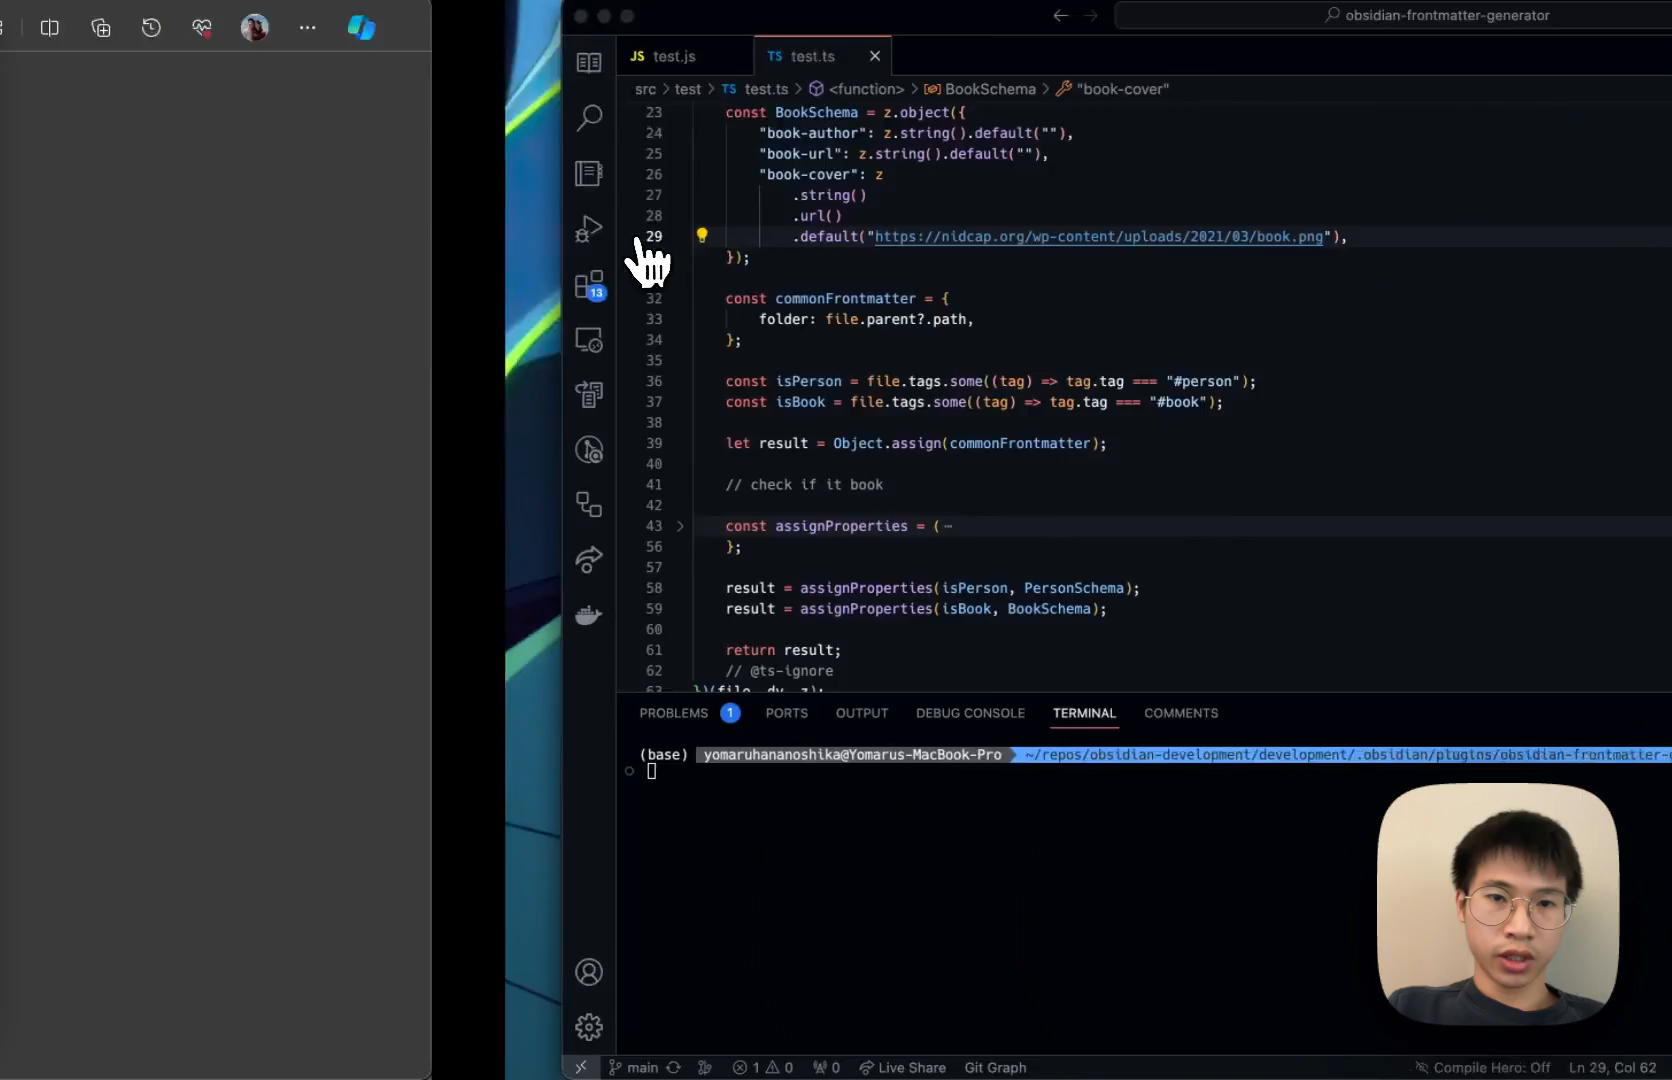 obsidian-frontmatter-generator
JS test.js
TS test.ts
src > test > TS test.ts > <function> > BookSchema > "book-cover"
23 const BookSchema = z.object({
24 "book-author": z.string().default(""),
25 "book-url": z.string().default(""),
26 "book-cover": z
27 .string()
28 .url()
29 .default("https://nidcap.org/wp-content/uploads/2021/03/book.png"),
});
13
32 const commonFrontmatter = {
33 folder: file.parent?.path,
34 };
35
36 const isPerson = file.tags.some((tag) => tag.tag === "#person");
37 const isBook = file.tags.some((tag) => tag.tag === "#book");
38
39 let result = Object.assign(commonFrontmatter);
40
41 // check if it book
42
43 const assignProperties = ( ⋯
56 };
57
58 result = assignProperties(isPerson, PersonSchema);
59 result = assignProperties(isBook, BookSchema);
60
61 return result;
62 // @ts-ignore
63 })(file, dv, z);
PROBLEMS 1 PORTS OUTPUT DEBUG CONSOLE TERMINAL COMMENTS
(base) yomaruhananoshika@Yomarus-MacBook-Pro ~/repos/obsidian-development/development/.obsidian/plugins/obsidian-frontmatter-
main 1 0 0 Live Share Git Graph Compile Hero: Off Ln 29, Col 62